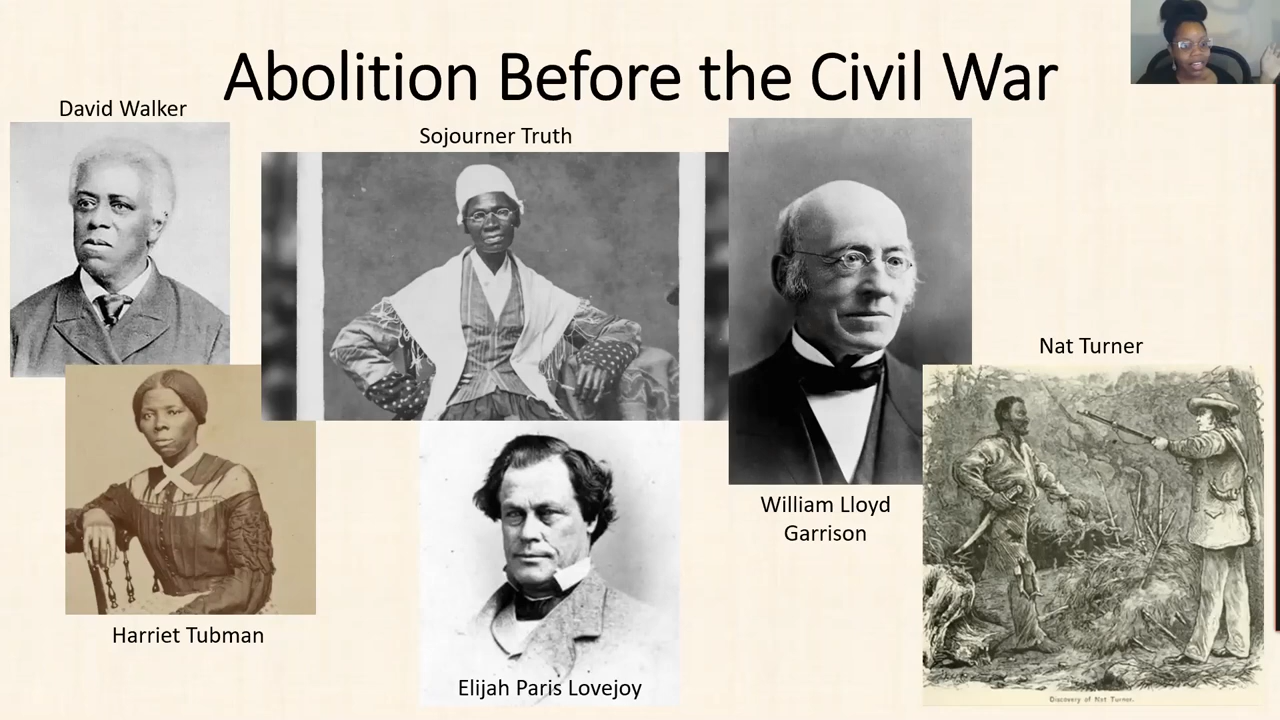 Abolition Before the Civil War
David Walker
Sojourner Truth
Nat Turner
William Lloyd
Garrison
Harriet Tubman
Elijah Paris Lovejoy
Discovery of Nat Turner.